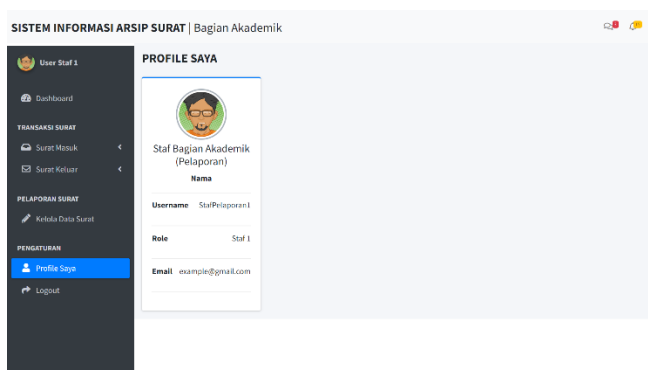 SISTEM INFORMASI ARSIP SURAT | Bagian Akademik
User Staf 1
Dashboard
TRANSAKSI SURAT
Surat Masuk
Surat Keluar
PELAPORAN SURAT
Kelola Data Surat
PENGATURAN
Profile Saya
Logout
PROFILE SAYA
Staf Bagian Akademik
(Pelaporan)
Nama
Username StafPelaporan1
Role Staf 1
Email example@gmail.com